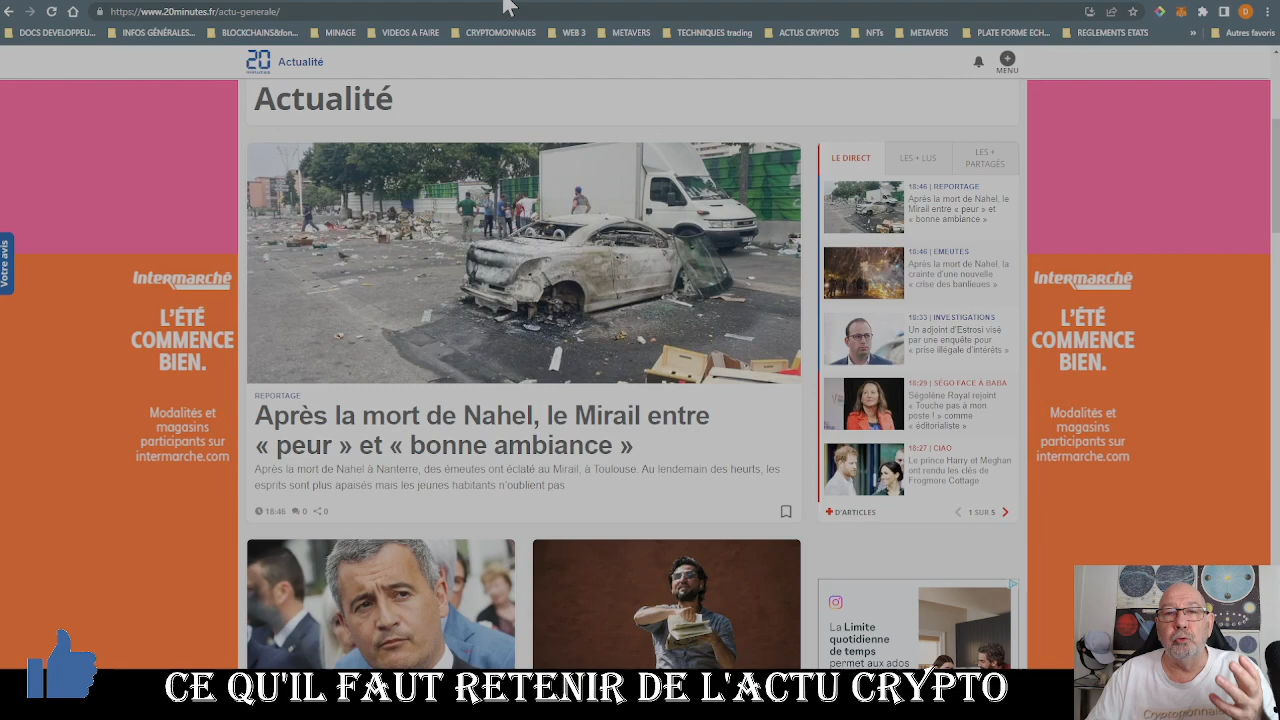 https://www.20minutes.fr/actu-generale/
DOCS DEVELOPPEU...
INFOS GÉNÉRALES...
BLOCKCHAINS&fon...
MINAGE
VIDEOS A FAIRE
CRYPTOMONNAIES
WEB 3
METAVERS
TECHNIQUES trading
ACTUS CRYPTOS
NFTs
METAVERS
PLATE FORME ECH...
REGLEMENTS ETATS
»
Autres favoris
20
minutes
Actualité
MENU
Actualité
Votre avis
Intermarché
L'ÉTÉ
COMMENCE
BIEN.
Modalités et
magasins
participants sur
intermarche.com
REPORTAGE
Après la mort de Nahel, le Mirail entre
« peur » et « bonne ambiance »
Après la mort de Nahel à Nanterre, des émeutes ont éclaté au Mirail, à Toulouse. Au lendemain des heurts, les
esprits sont plus apaisés mais les jeunes habitants n'oublient pas
18:46 0 0
LE DIRECT
LES + LUS
LES +
PARTAGÉS
18:46 | REPORTAGE
Après la mort de Nahel, le
Mirail entre « peur » et
« bonne ambiance »
18:46 | EMEUTES
Après la mort de Nahel, la
crainte d'une nouvelle
« crise des banlieues »
18:33 | INVESTIGATIONS
Un adjoint d'Estrosi visé
par une enquête pour
« prise illégale d'intérêts »
18:29 | SÉGO FACE À BABA
Ségolène Royal rejoint
« Touche pas à mon
poste ! » comme
« éditorialiste »
18:27 | CIAO
Le prince Harry et Meghan
ont rendu les clés de
Frogmore Cottage
+ D'ARTICLES
1 SUR 5
Intermarché
L'ÉTÉ
COMMENCE
BIEN.
Modalités et
magasins
participants sur
intermarche.com
La Limite
quotidienne
de temps
permet aux ados
CE QU'IL FAUT RETENIR DE L'ACTU CRYPTO
Cryptomonnaies